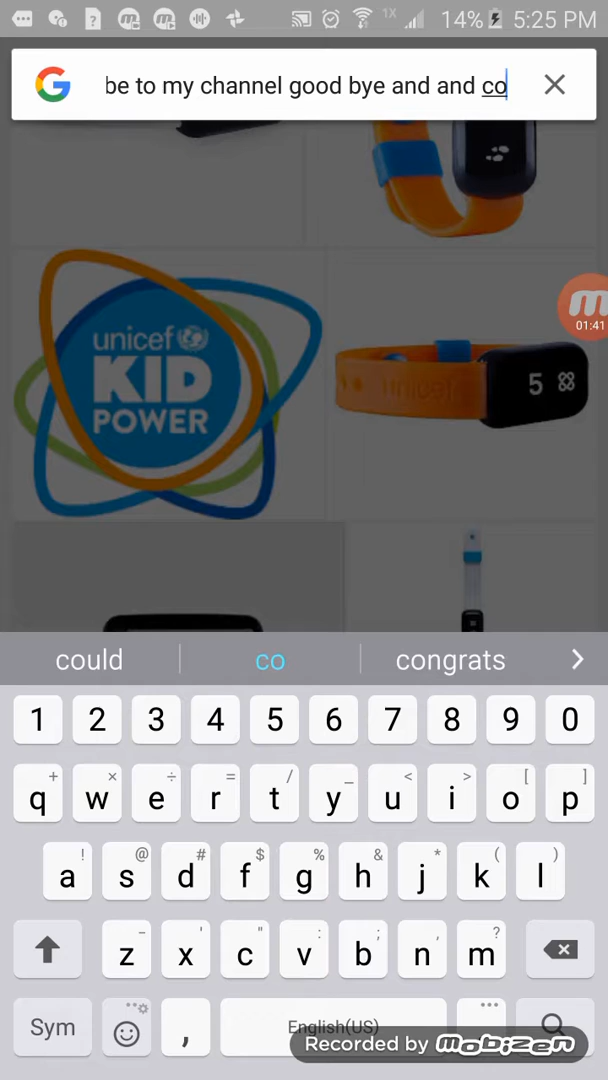 1X 14% 5:25 PM
be to my channel good bye and and co
unicef
KID
POWER
unicef
5
01:41
could co congrats
1 2 3 4 5 6 7 8 9 0
+ × ÷ = / _ < > [ ]
q w e r t y u i o p
! @ # $ % & * ( )
a s d f g h j k l
- ' " : ; , ?
z x c v b n m
Sym , English(US)
Recorded by mobizen